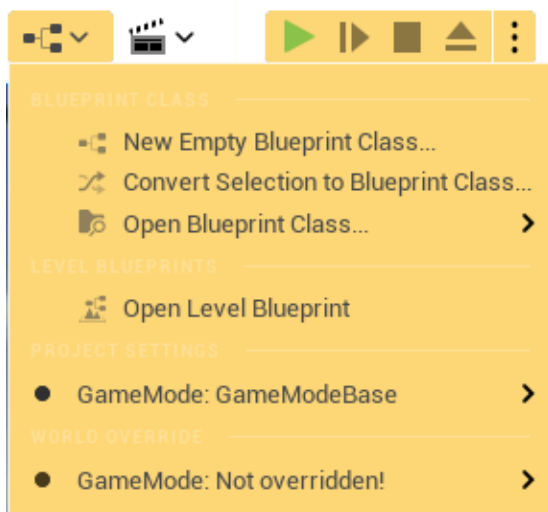 BLUEPRINT CLASS
New Empty Blueprint Class...
Convert Selection to Blueprint Class...
Open Blueprint Class...
LEVEL BLUEPRINTS
Open Level Blueprint
PROJECT SETTINGS
GameMode: GameModeBase
WORLD OVERRIDE
GameMode: Not overridden!